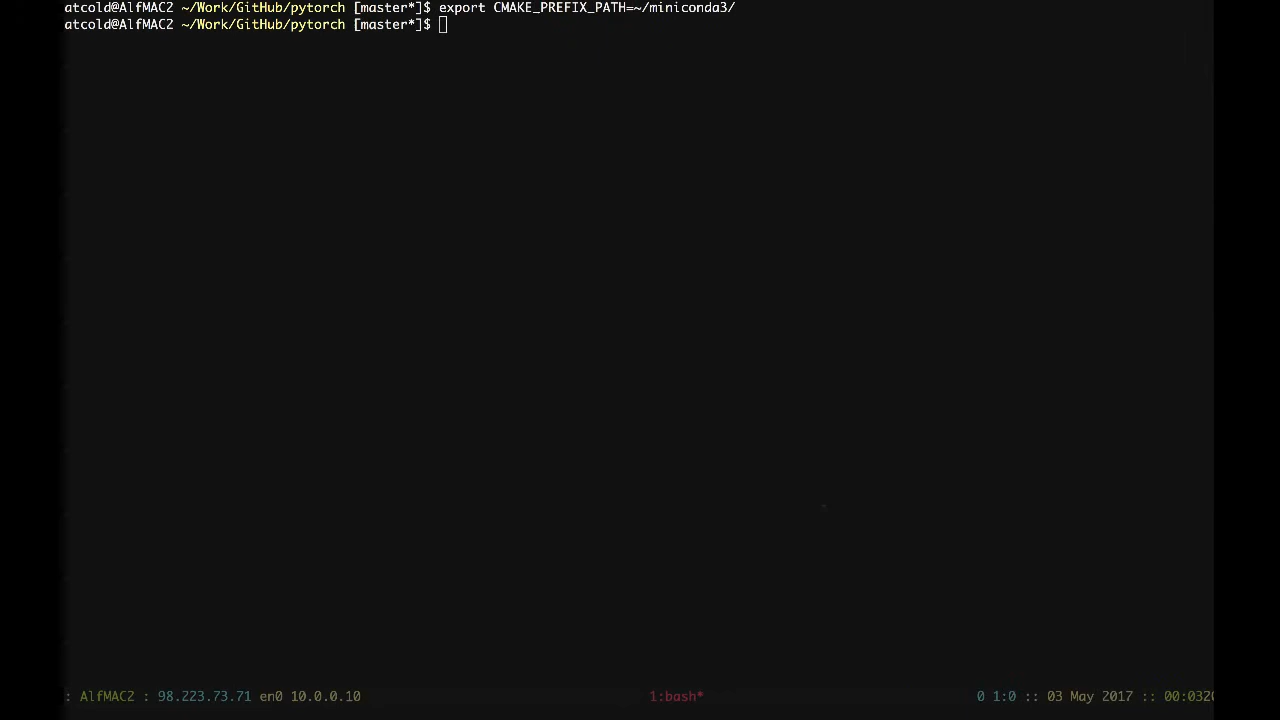 atcold@AlfMAC2 ~/Work/GitHub/pytorch [master*]$ export CMAKE_PREFIX_PATH=~/miniconda3/
atcold@AlfMAC2 ~/Work/GitHub/pytorch [master*]$
: AlfMAC2 : 98.223.73.71 en0 10.0.0.10 1:bash* 0 1:0 :: 03 May 2017 :: 00:0320